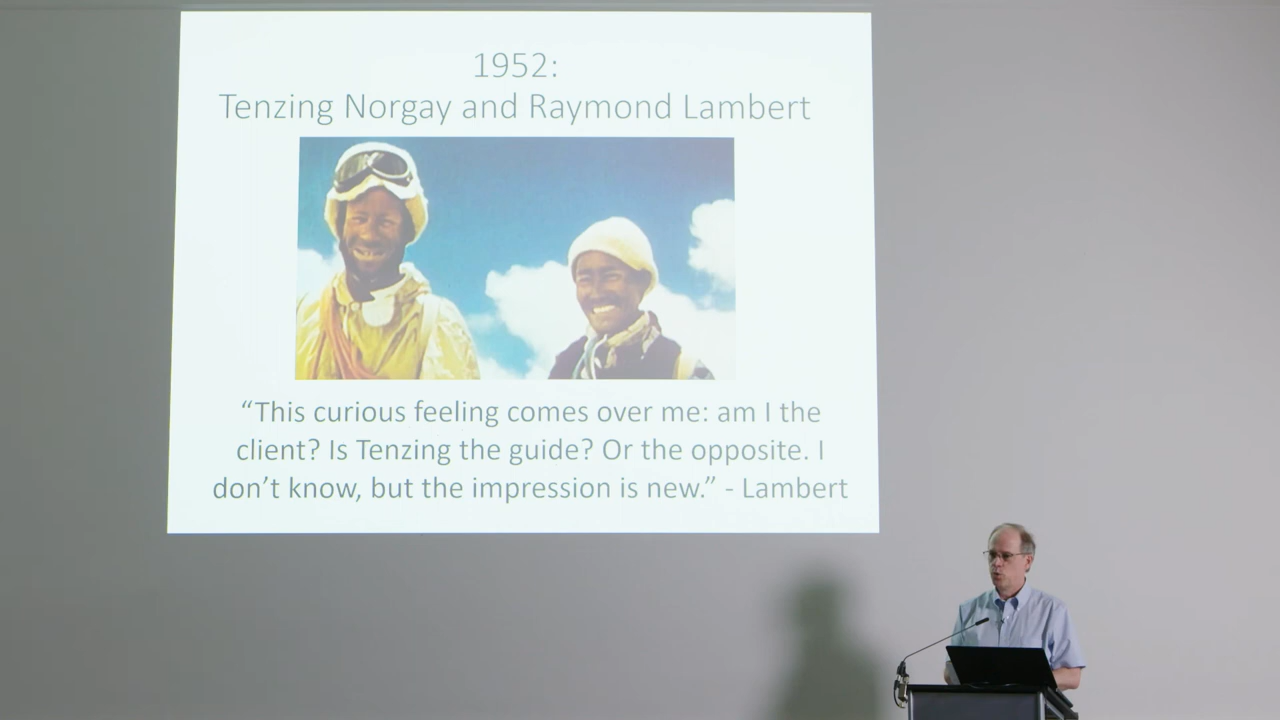 1952:
Tenzing Norgay and Raymond Lambert
“This curious feeling comes over me: am I the
client? Is Tenzing the guide? Or the opposite. I
don’t know, but the impression is new.” - Lambert